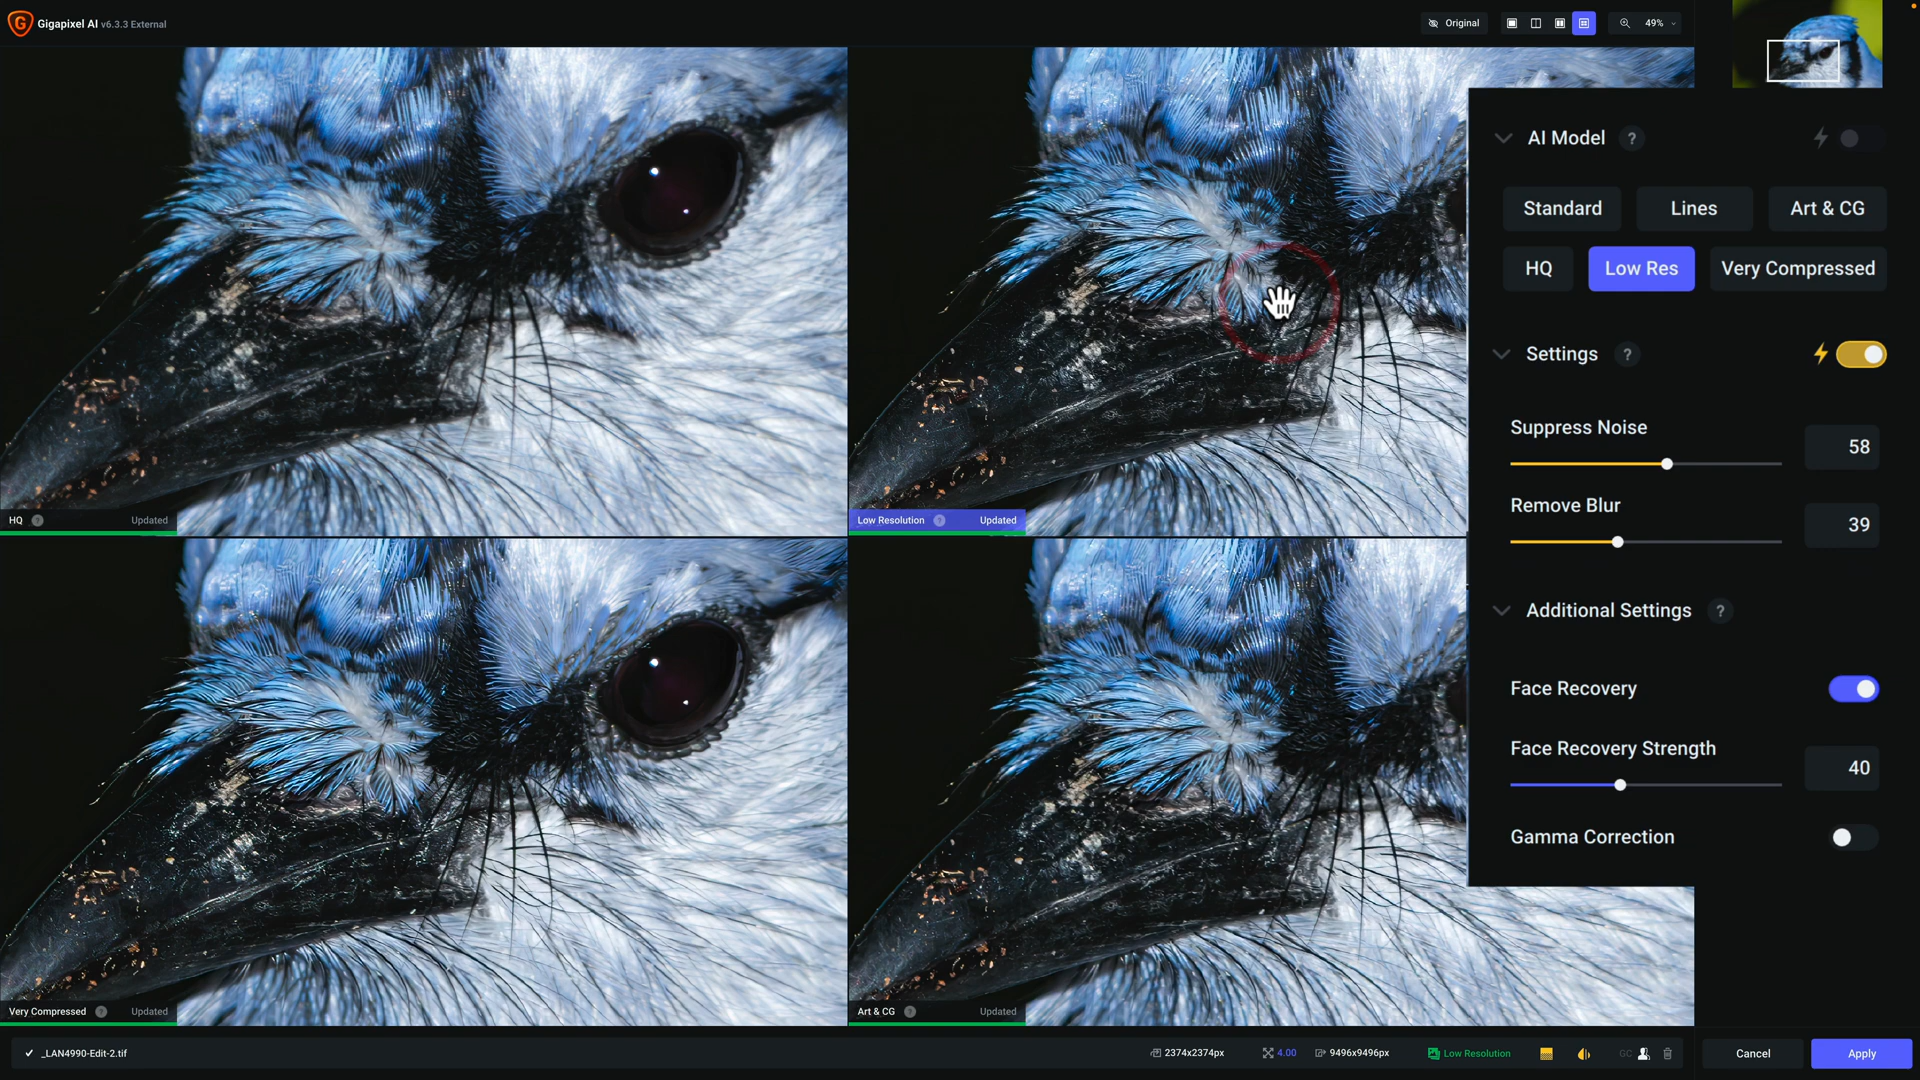 Gigapixel AI v6.3.3 External
Original
49%
AI Model ?
Standard
Lines
Art & CG
HQ
Low Res
Very Compressed
Settings ?
Suppress Noise
58
Remove Blur
39
Additional Settings ?
Face Recovery
Face Recovery Strength
40
Gamma Correction
HQ ? Updated
Low Resolution ? Updated
Very Compressed ? Updated
Art & CG ? Updated
_LAN4990-Edit-2.tif
2374x2374px
4.00
9496x9496px
Low Resolution
GC
Cancel
Apply